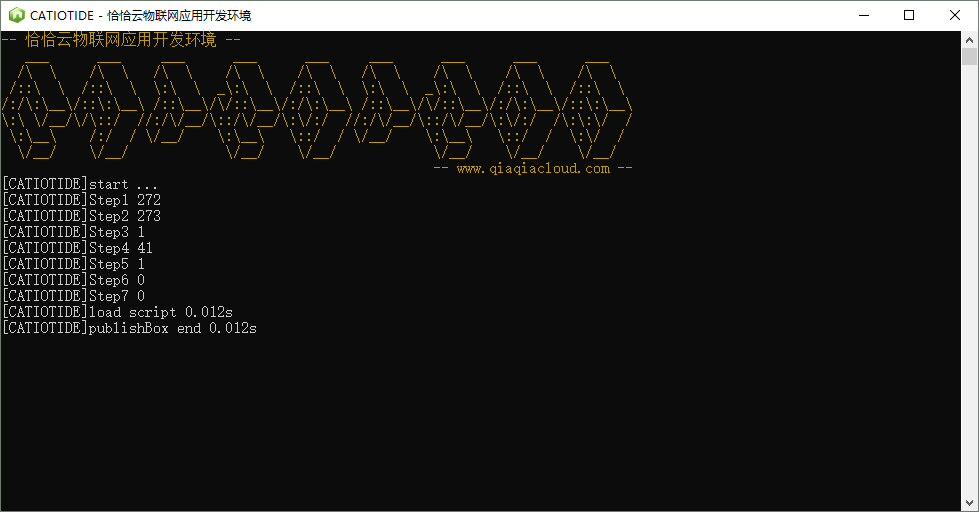 CATIOTIDE - 恰恰云物联网应用开发环境
-- 恰恰云物联网应用开发环境 --
-- www.qiaqiacloud.com --
[CATIOTIDE]start ...
[CATIOTIDE]Step1 272
[CATIOTIDE]Step2 273
[CATIOTIDE]Step3 1
[CATIOTIDE]Step4 41
[CATIOTIDE]Step5 1
[CATIOTIDE]Step6 0
[CATIOTIDE]Step7 0
[CATIOTIDE]load script 0.012s
[CATIOTIDE]publishBox end 0.012s